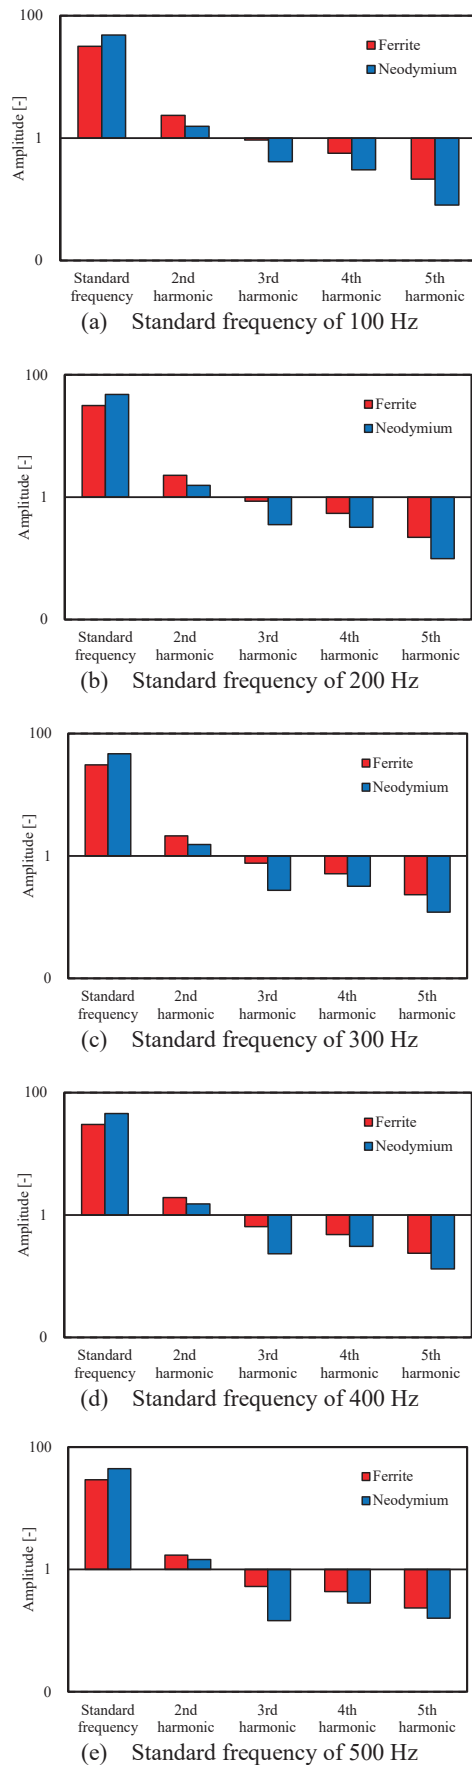 100
Ferrite
Neodymium
Amplitude [-]
1
0
Standard frequency
2nd harmonic
3rd harmonic
4th harmonic
5th harmonic
(a) Standard frequency of 100 Hz
100
Ferrite
Neodymium
Amplitude [-]
1
0
Standard frequency
2nd harmonic
3rd harmonic
4th harmonic
5th harmonic
(b) Standard frequency of 200 Hz
100
Ferrite
Neodymium
Amplitude [-]
1
0
Standard frequency
2nd harmonic
3rd harmonic
4th harmonic
5th harmonic
(c) Standard frequency of 300 Hz
100
Ferrite
Neodymium
Amplitude [-]
1
0
Standard frequency
2nd harmonic
3rd harmonic
4th harmonic
5th harmonic
(d) Standard frequency of 400 Hz
100
Ferrite
Neodymium
Amplitude [-]
1
0
Standard frequency
2nd harmonic
3rd harmonic
4th harmonic
5th harmonic
(e) Standard frequency of 500 Hz